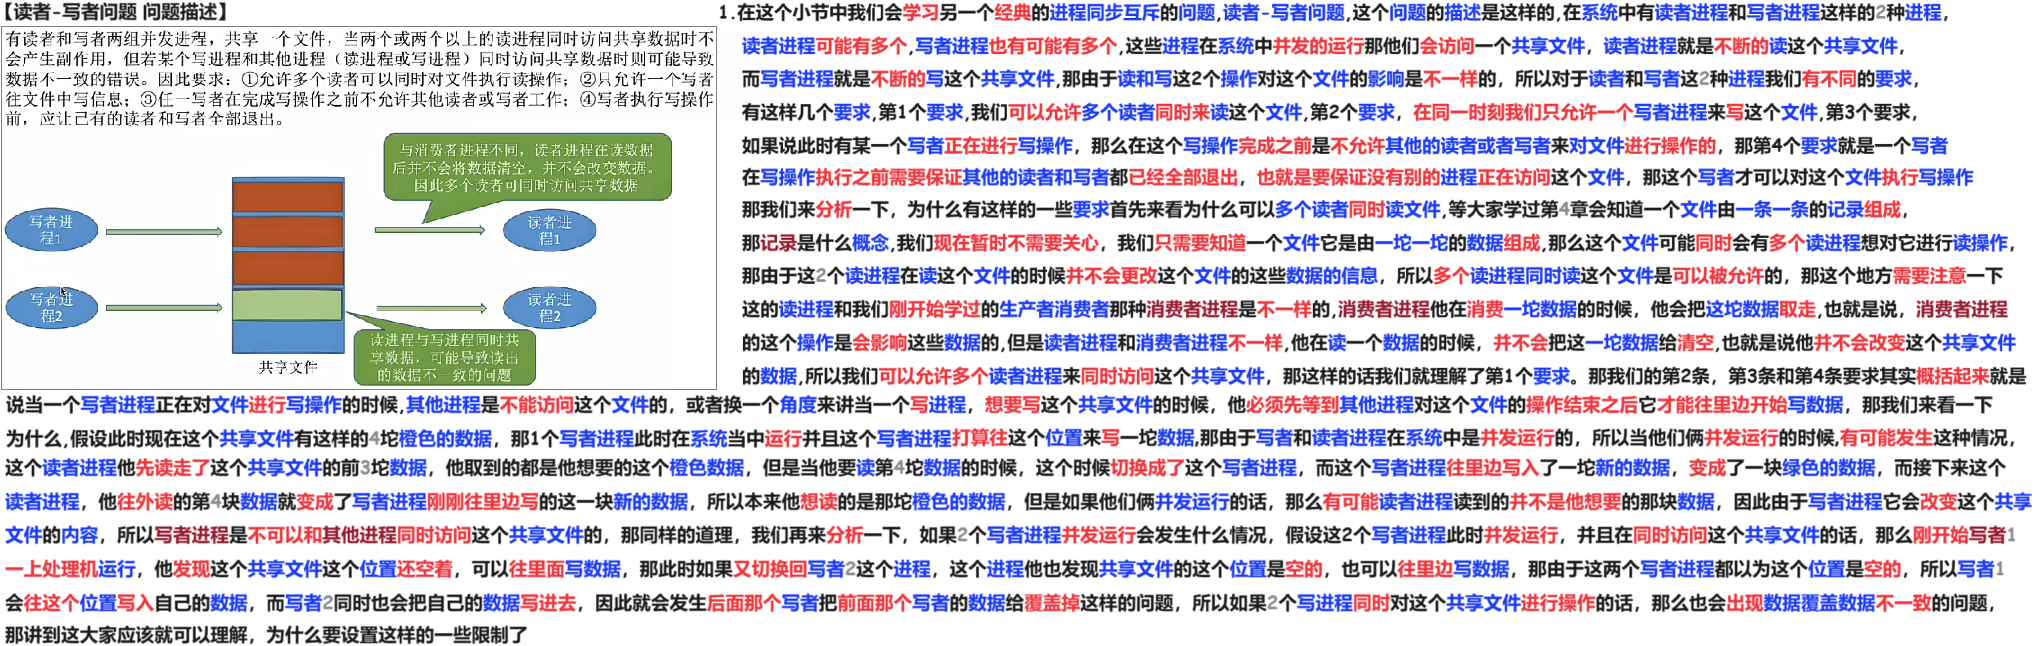 【读者-写者问题 问题描述】
有读者和写者两组并发进程，共享一个文件，当两个或两个以上的读进程同时访问共享数据时不
会产生副作用，但若某个写进程和其他进程（读进程或写进程）同时访问共享数据时则可能导致
数据不一致的错误。因此要求：①允许多个读者可以同时对文件执行读操作；②只允许一个写者
往文件中写信息；③任一写者在完成写操作之前不允许其他读者或写者工作；④写者执行写操作
前，应让已有的读者和写者全部退出。
与消费者进程不同，读者进程在读数据
后并不会将数据清空，并不会改变数据。
因此多个读者可同时访问共享数据
写者进
程1
读者进
程1
写者进
程2
读者进
程2
读进程与写进程同时共
享数据，可能导致读出
的数据不一致的问题
共享文件
1.在这个小节中我们会学习另一个经典的进程同步互斥的问题,读者-写者问题,这个问题的描述是这样的,在系统中有读者进程和写者进程这样的2种进程，
读者进程可能有多个,写者进程也有可能有多个,这些进程在系统中并发的运行那他们会访问一个共享文件，读者进程就是不断的读这个共享文件，
而写者进程就是不断的写这个共享文件,那由于读和写这2个操作对这个文件的影响是不一样的，所以对于读者和写者这2种进程我们有不同的要求，
有这样几个要求,第1个要求,我们可以允许多个读者同时来读这个文件,第2个要求，在同一时刻我们只允许一个写者进程来写这个文件,第3个要求，
如果说此时有某一个写者正在进行写操作，那么在这个写操作完成之前是不允许其他的读者或者写者来对文件进行操作的，那第4个要求就是一个写者
在写操作执行之前需要保证其他的读者和写者都已经全部退出，也就是要保证没有别的进程正在访问这个文件，那这个写者才可以对这个文件执行写操作
那我们来分析一下，为什么有这样的一些要求首先来看为什么可以多个读者同时读文件,等大家学过第4章会知道一个文件由一条一条的记录组成，
那记录是什么概念,我们现在暂时不需要关心，我们只需要知道一个文件它是由一坨一坨的数据组成,那么这个文件可能同时会有多个读进程想对它进行读操作，
那由于这2个读进程在读这个文件的时候并不会更改这个文件的这些数据的信息，所以多个读进程同时读这个文件是可以被允许的，那这个地方需要注意一下
这的读进程和我们刚开始学过的生产者消费者那种消费者进程是不一样的,消费者进程他在消费一坨数据的时候，他会把这坨数据取走,也就是说，消费者进程
的这个操作是会影响这些数据的,但是读者进程和消费者进程不一样,他在读一个数据的时候，并不会把这一坨数据给清空,也就是说他并不会改变这个共享文件
的数据,所以我们可以允许多个读者进程来同时访问这个共享文件，那这样的话我们就理解了第1个要求。那我们的第2条，第3条和第4条要求其实概括起来就是
说当一个写者进程正在对文件进行写操作的时候,其他进程是不能访问这个文件的，或者换一个角度来讲当一个写进程，想要写这个共享文件的时候，他必须先等到其他进程对这个文件的操作结束之后它才能往里边开始写数据，那我们来看一下
为什么,假设此时现在这个共享文件有这样的4坨橙色的数据，那1个写者进程此时在系统当中运行并且这个写者进程打算往这个位置来写一坨数据,那由于写者和读者进程在系统中是并发运行的，所以当他们俩并发运行的时候,有可能发生这种情况，
这个读者进程他先读走了这个共享文件的前3坨数据，他取到的都是他想要的这个橙色数据，但是当他要读第4坨数据的时候，这个时候切换成了这个写者进程，而这个写者进程往里边写入了一坨新的数据，变成了一块绿色的数据，而接下来这个
读者进程，他往外读的第4块数据就变成了写者进程刚刚往里边写的这一块新的数据，所以本来他想读的是那坨橙色的数据，但是如果他们俩并发运行的话，那么有可能读者进程读到的并不是他想要的那块数据，因此由于写者进程它会改变这个共享
文件的内容，所以写者进程是不可以和其他进程同时访问这个共享文件的，那同样的道理，我们再来分析一下，如果2个写者进程并发运行会发生什么情况，假设这2个写者进程此时并发运行，并且在同时访问这个共享文件的话，那么刚开始写者1
一上处理机运行，他发现这个共享文件这个位置还空着，可以往里面写数据，那此时如果又切换回写者2这个进程，这个进程他也发现共享文件的这个位置是空的，也可以往里边写数据，那由于这两个写者进程都以为这个位置是空的，所以写者1
会往这个位置写入自己的数据，而写者2同时也会把自己的数据写进去，因此就会发生后面那个写者把前面那个写者的数据给覆盖掉这样的问题，所以如果2个写进程同时对这个共享文件进行操作的话，那么也会出现数据覆盖数据不一致的问题，
那讲到这大家应该就可以理解，为什么要设置这样的一些限制了